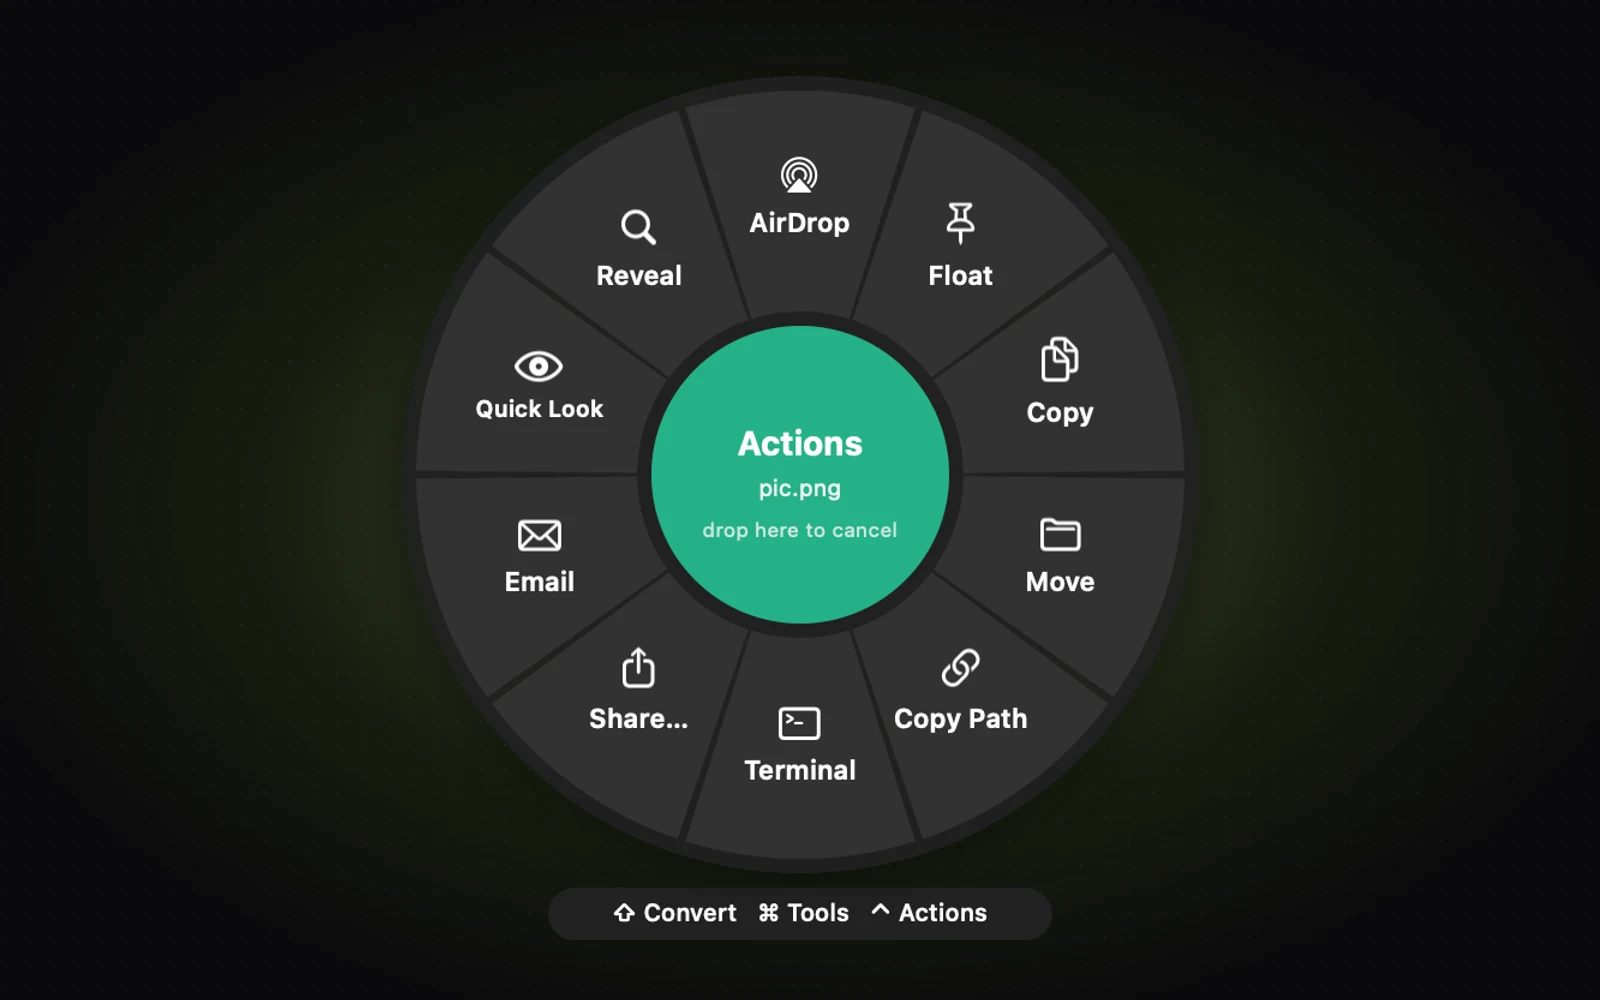 AirDrop
Reveal
Float
Quick Look
Copy
Actions
pic.png
drop here to cancel
Email
Move
Share...
Copy Path
Terminal
⇧ Convert ⌘ Tools ^ Actions